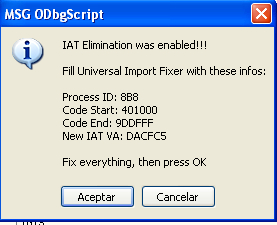 MSG ODbgScript
IAT Elimination was enabled!!!
Fill Universal Import Fixer with these infos:
Process ID: 8B8
Code Start: 401000
Code End: 9DDFFF
New IAT VA: DACFC5
Fix everything, then press OK
Aceptar
Cancelar